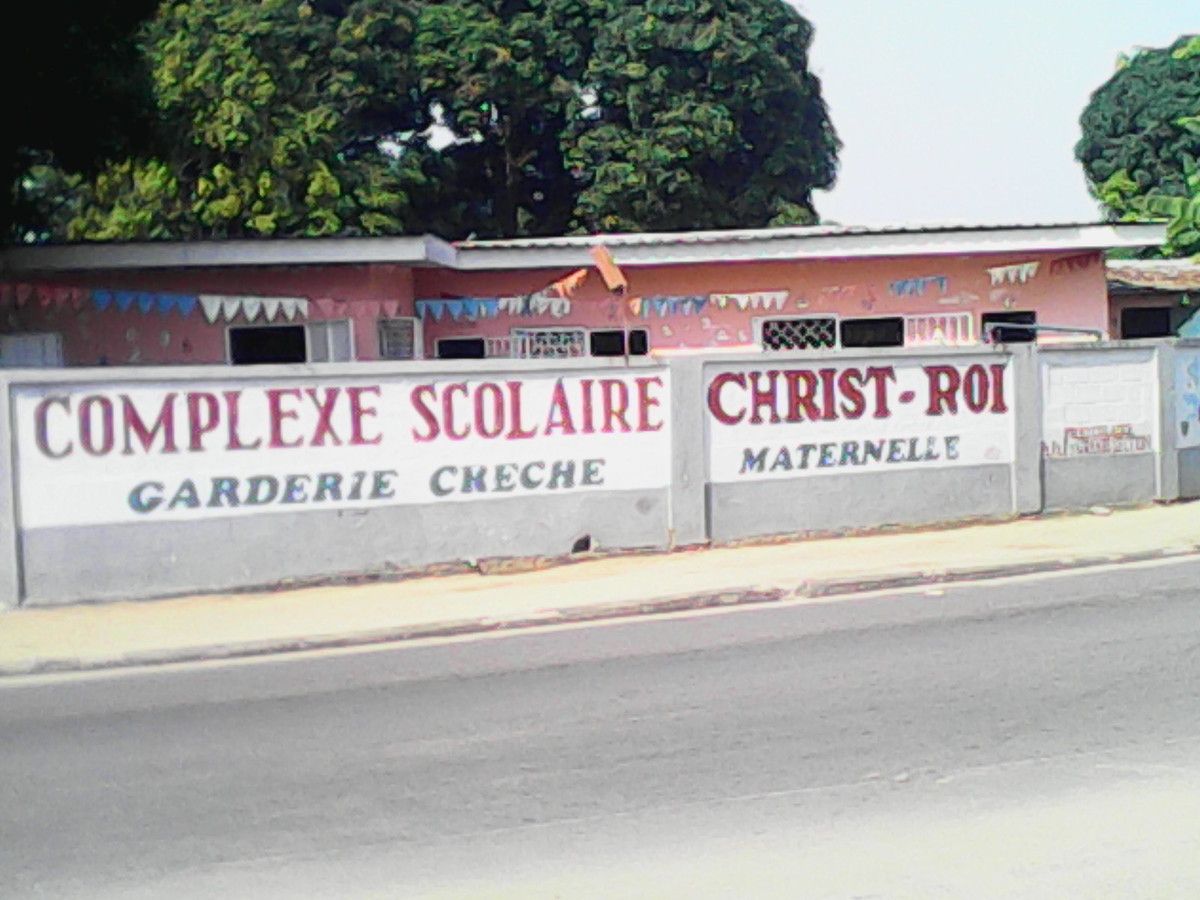 COMPLEXE SCOLAIRE
GARDERIE CRECHE
CHRIST-ROI
MATERNELLE